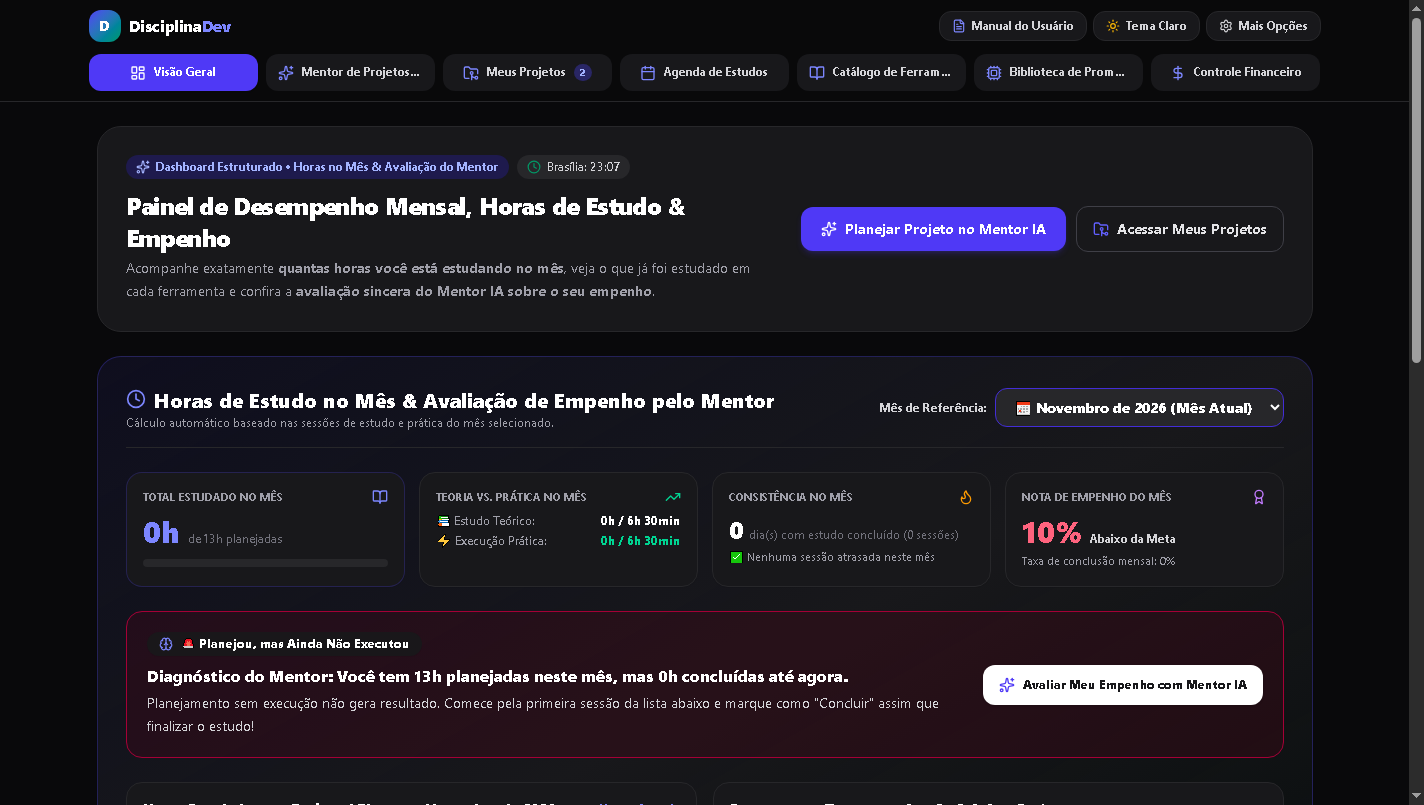 D DisciplinaDev
Manual do Usuário
Tema Claro
Mais Opções
Visão Geral
Mentor de Projetos...
Meus Projetos 2
Agenda de Estudos
Catálogo de Ferram...
Biblioteca de Prom...
Controle Financeiro
Dashboard Estruturado • Horas no Mês & Avaliação do Mentor
Brasília: 23:07
Painel de Desempenho Mensal, Horas de Estudo &
Empenho
Acompanhe exatamente quantas horas você está estudando no mês, veja o que já foi estudado em
cada ferramenta e confira a avaliação sincera do Mentor IA sobre o seu empenho.
Planejar Projeto no Mentor IA
Acessar Meus Projetos
Horas de Estudo no Mês & Avaliação de Empenho pelo Mentor
Cálculo automático baseado nas sessões de estudo e prática do mês selecionado.
Mês de Referência:
Novembro de 2026 (Mês Atual)
TOTAL ESTUDADO NO MÊS
0h de 13h planejadas
TEORIA VS. PRÁTICA NO MÊS
Estudo Teórico: 0h / 6h 30min
Execução Prática: 0h / 6h 30min
CONSISTÊNCIA NO MÊS
0 dia(s) com estudo concluído (0 sessões)
Nenhuma sessão atrasada neste mês
NOTA DE EMPENHO DO MÊS
10% Abaixo da Meta
Taxa de conclusão mensal: 0%
Planejou, mas Ainda Não Executou
Diagnóstico do Mentor: Você tem 13h planejadas neste mês, mas 0h concluídas até agora.
Planejamento sem execução não gera resultado. Comece pela primeira sessão da lista abaixo e marque como "Concluir" assim que
finalizar o estudo!
Avaliar Meu Empenho com Mentor IA